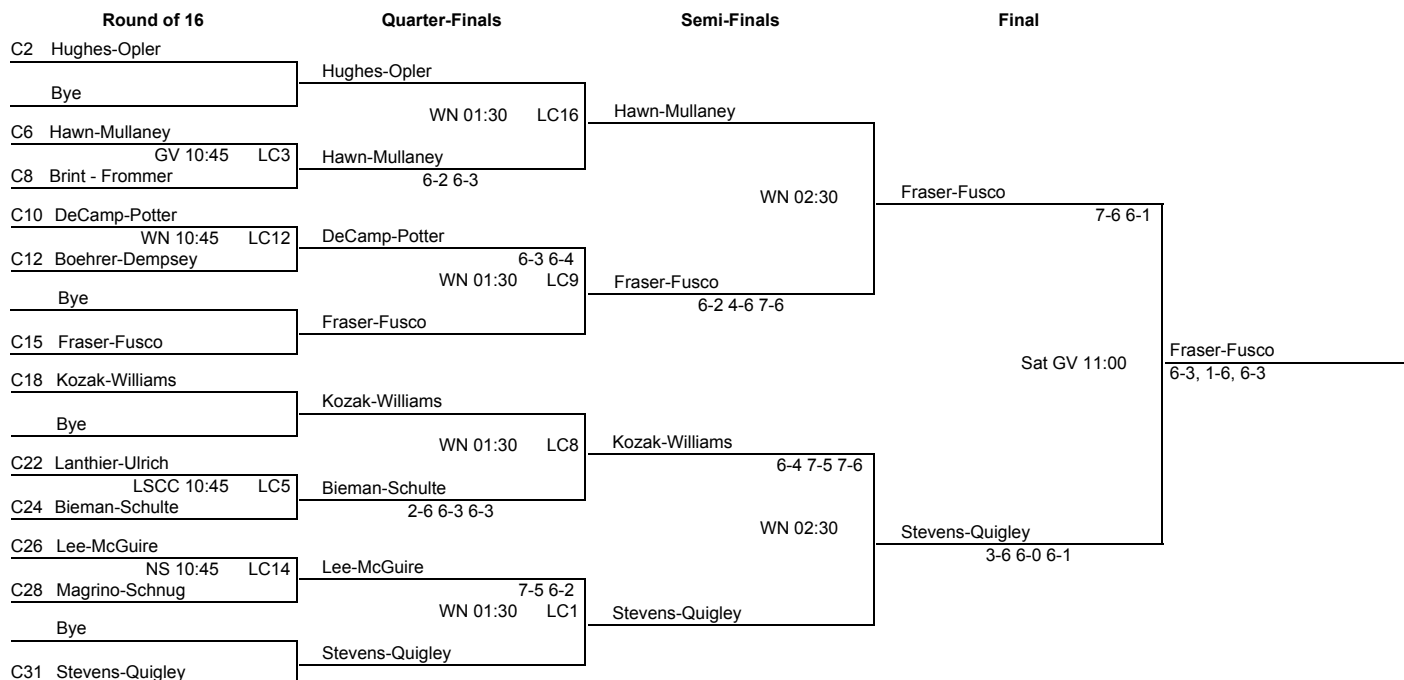 Round of 16 Quarter-Finals Semi-Finals Final
C2 Hughes-Opler
Hughes-Opler
Bye
WN 01:30 LC16
Hawn-Mullaney
C6 Hawn-Mullaney
GV 10:45 LC3
Hawn-Mullaney
C8 Brint - Frommer
6-2 6-3
WN 02:30
Fraser-Fusco
7-6 6-1
C10 DeCamp-Potter
WN 10:45 LC12
DeCamp-Potter
C12 Boehrer-Dempsey
6-3 6-4
WN 01:30 LC9
Fraser-Fusco
6-2 4-6 7-6
Bye
Fraser-Fusco
C15 Fraser-Fusco
Sat GV 11:00
Fraser-Fusco
6-3, 1-6, 6-3
C18 Kozak-Williams
Kozak-Williams
Bye
WN 01:30 LC8
Kozak-Williams
6-4 7-5 7-6
C22 Lanthier-Ulrich
LSCC 10:45 LC5
Bieman-Schulte
C24 Bieman-Schulte
2-6 6-3 6-3
WN 02:30
Stevens-Quigley
3-6 6-0 6-1
C26 Lee-McGuire
NS 10:45 LC14
Lee-McGuire
C28 Magrino-Schnug
7-5 6-2
WN 01:30 LC1
Stevens-Quigley
Bye
Stevens-Quigley
C31 Stevens-Quigley